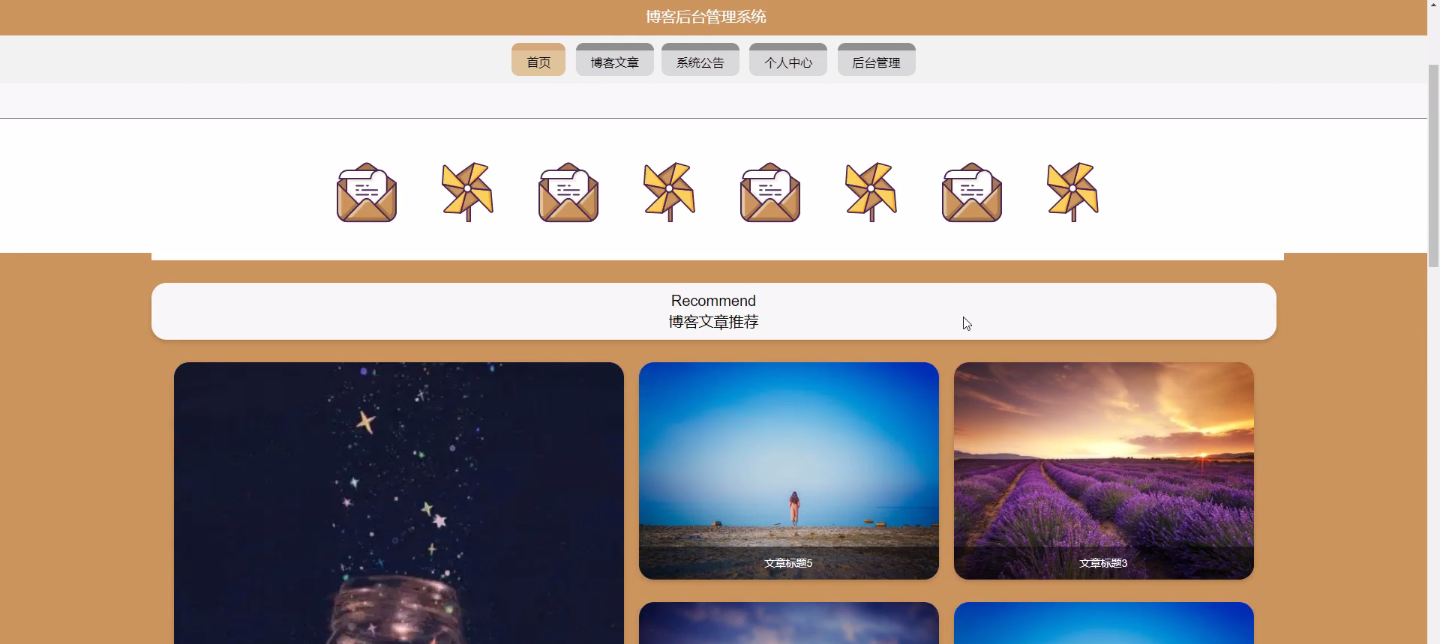 博客后台管理系统
首页
博客文章
系统公告
个人中心
后台管理
Recommend
博客文章推荐
文章标题5
文章标题3